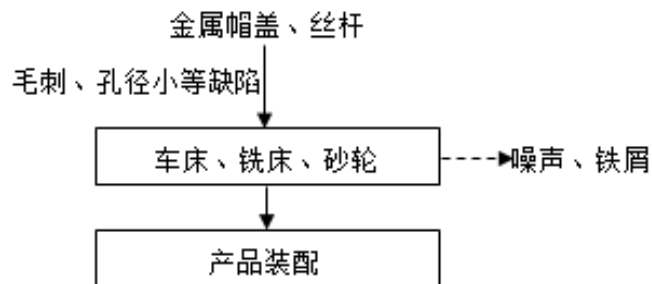 金属帽盖、丝杆
毛刺、孔径小等缺陷
车床、铣床、砂轮
噪声、铁屑
产品装配